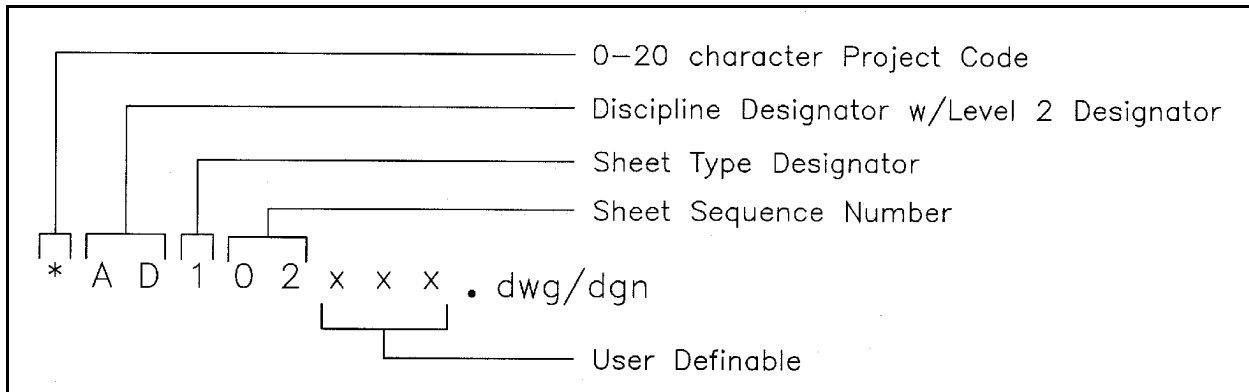 0-20 character Project Code
Discipline Designator w/Level 2 Designator
Sheet Type Designator
Sheet Sequence Number
* A D 1 0 2 x x x . dwg/dgn
User Definable